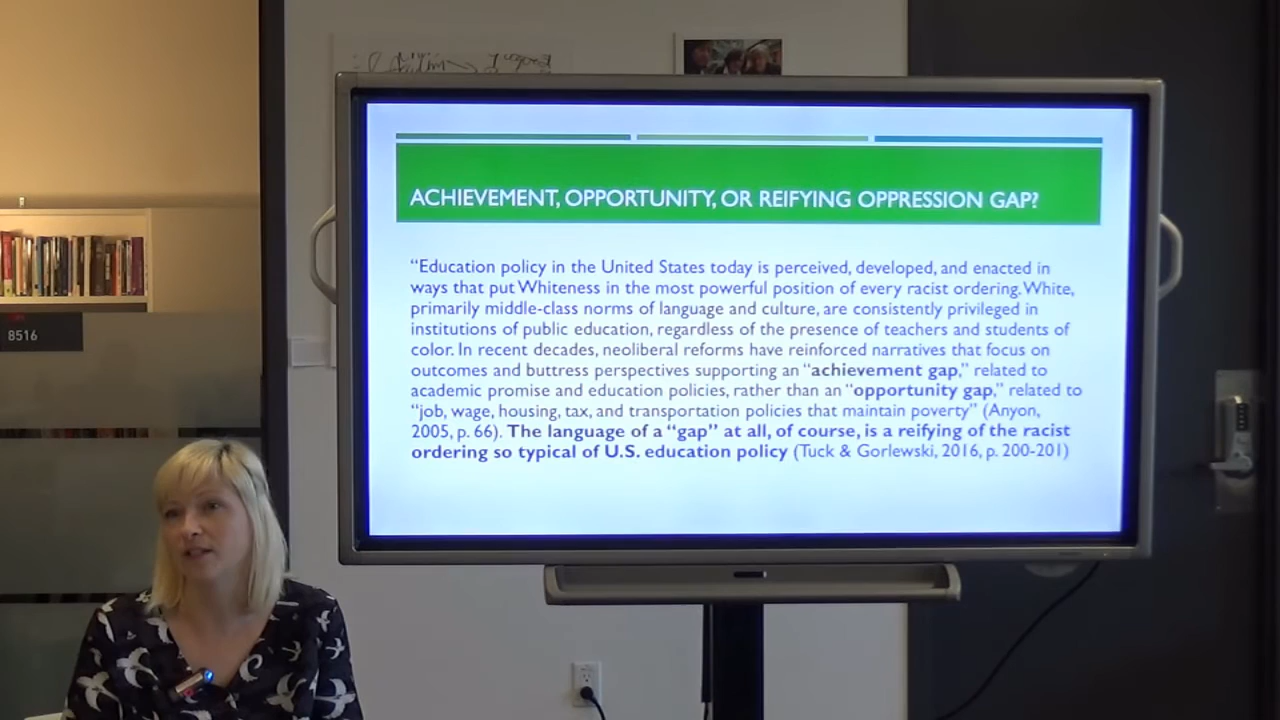 ACHIEVEMENT, OPPORTUNITY, OR REIFYING OPPRESSION GAP?
“Education policy in the United States today is perceived, developed, and enacted in
ways that put Whiteness in the most powerful position of every racist ordering. White,
primarily middle-class norms of language and culture, are consistently privileged in
institutions of public education, regardless of the presence of teachers and students of
color. In recent decades, neoliberal reforms have reinforced narratives that focus on
outcomes and buttress perspectives supporting an “achievement gap,” related to
academic promise and education policies, rather than an “opportunity gap,” related to
“job, wage, housing, tax, and transportation policies that maintain poverty” (Anyon,
2005, p. 66). The language of a “gap” at all, of course, is a reifying of the racist
ordering so typical of U.S. education policy (Tuck & Gorlewski, 2016, p. 200-201)
8516